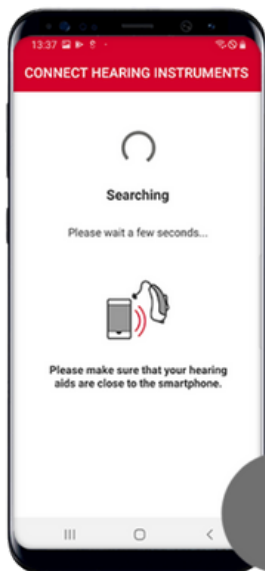 13:37
CONNECT HEARING INSTRUMENTS
Searching
Please wait a few seconds...
Please make sure that your hearing
aids are close to the smartphone.